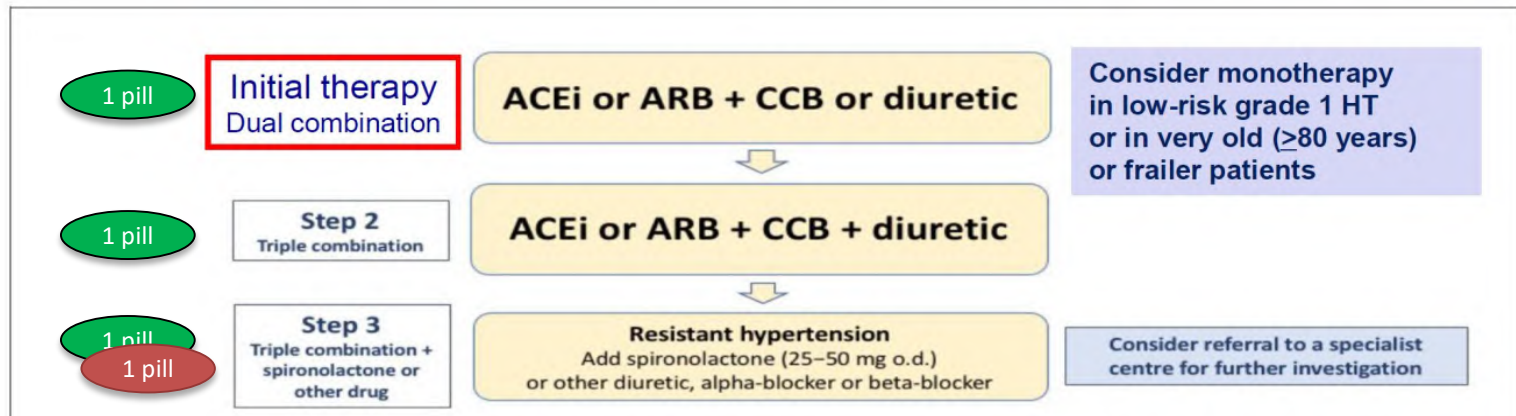 1 pill
Initial therapy
Dual combination
ACEi or ARB + CCB or diuretic
Consider monotherapy
in low-risk grade 1 HT
or in very old (≥80 years)
or frailer patients
1 pill
Step 2
Triple combination
ACEi or ARB + CCB + diuretic
1 pill
1 pill
Step 3
Triple combination +
spironolactone or
other drug
Resistant hypertension
Add spironolactone (25–50 mg o.d.)
or other diuretic, alpha-blocker or beta-blocker
Consider referral to a specialist
centre for further investigation